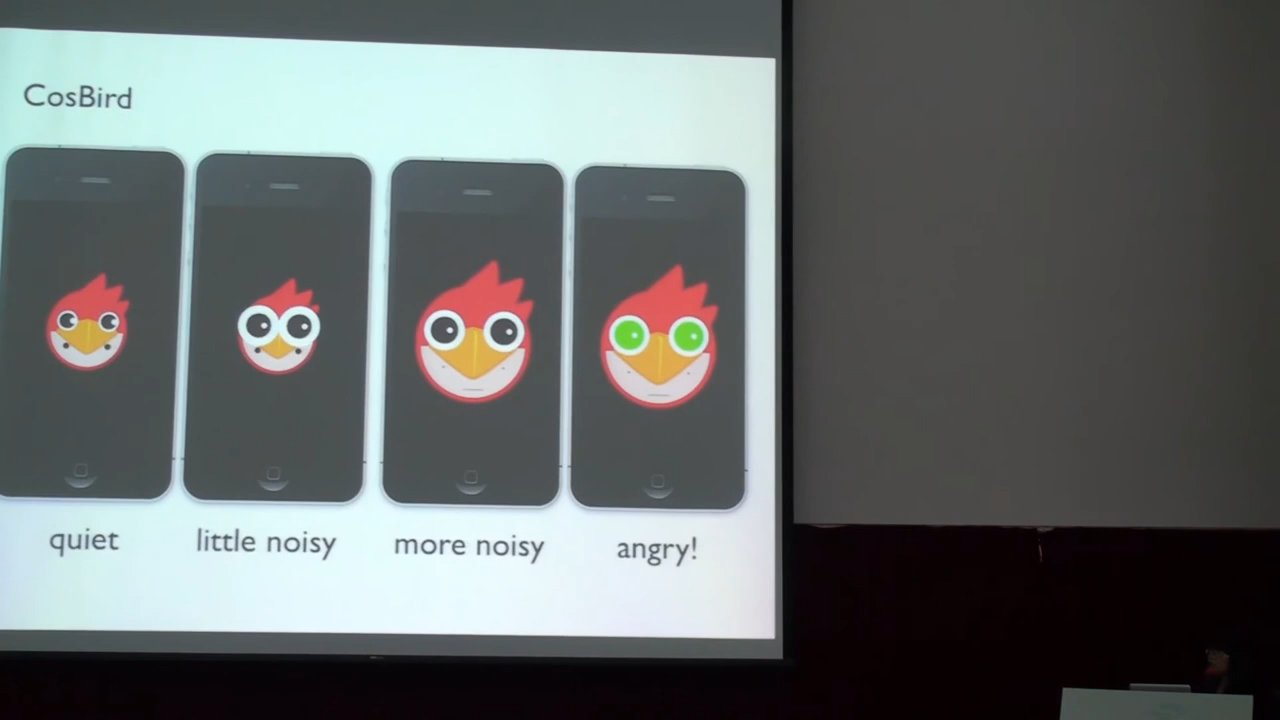 CosBird
quiet
little noisy
more noisy
angry!